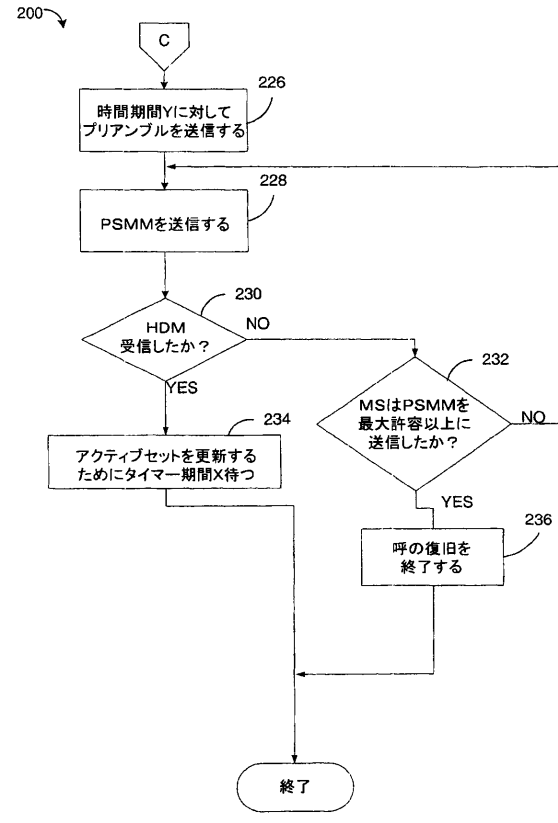 200
C
226
時間期間Yに対して
プリアンブルを送信する
228
PSMMを送信する
230
HDM
受信したか？
NO
YES
232
MSはPSMMを
最大許容以上に
送信したか？
NO
YES
234
アクティブセットを更新する
ためにタイマー期間X待つ
236
呼の復旧を
終了する
終了